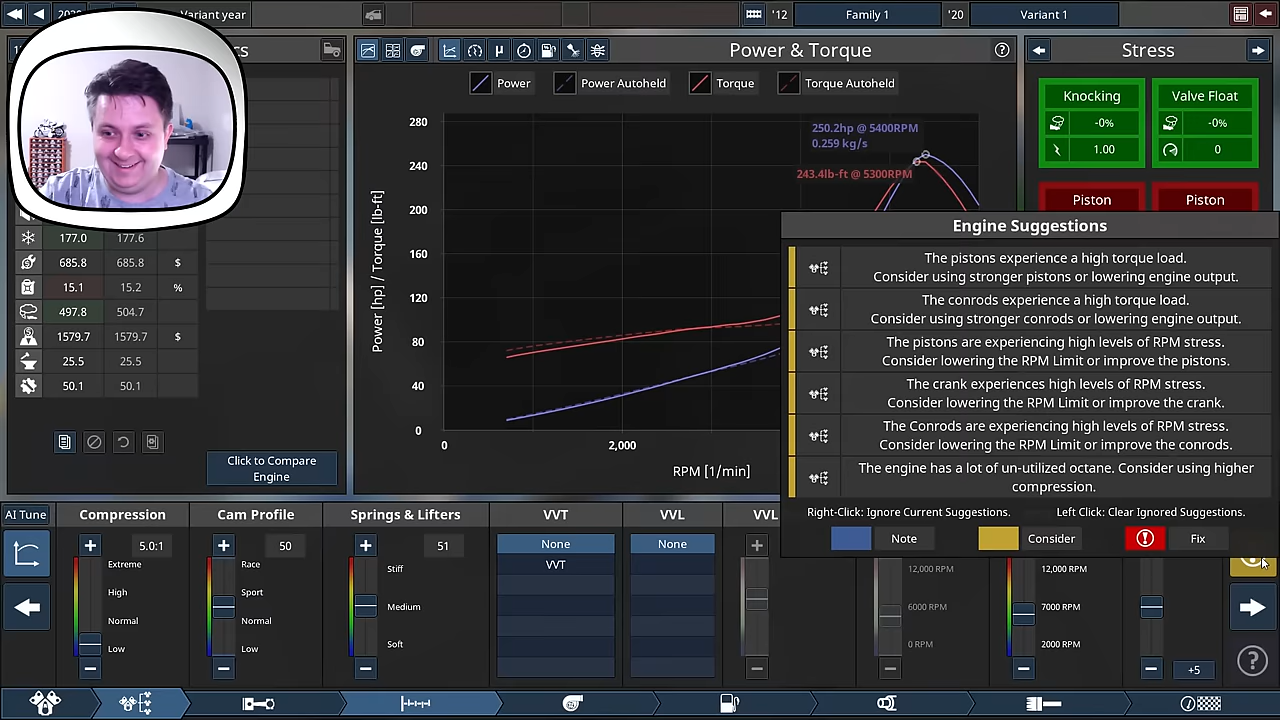 Variant year
'12
Family 1
'20
Variant 1
Power & Torque
Stress
Power
Power Autoheld
Torque
Torque Autoheld
Knocking
Valve Float
-0%
-0%
1.00
0
Piston
Piston
280
240
200
160
120
80
40
0
Power [hp] / Torque [lb-ft]
250.2hp @ 5400RPM
0.259 kg/s
243.4lb-ft @ 5300RPM
0
2,000
RPM [1/min]
177.0 177.6
685.8 685.8 $
15.1 15.2 %
497.8 504.7
1579.7 1579.7 $
25.5 25.5
50.1 50.1
Click to Compare
Engine
Engine Suggestions
The pistons experience a high torque load.
Consider using stronger pistons or lowering engine output.
The conrods experience a high torque load.
Consider using stronger conrods or lowering engine output.
The pistons are experiencing high levels of RPM stress.
Consider lowering the RPM Limit or improve the pistons.
The crank experiences high levels of RPM stress.
Consider lowering the RPM Limit or improve the crank.
The Conrods are experiencing high levels of RPM stress.
Consider lowering the RPM Limit or improve the conrods.
The engine has a lot of un-utilized octane. Consider using higher
compression.
Right-Click: Ignore Current Suggestions.
Left Click: Clear Ignored Suggestions.
Note
Consider
Fix
AI Tune
Compression
Cam Profile
Springs & Lifters
VVT
VVL
VVL
5.0:1
50
51
None
None
VVT
Extreme
High
Normal
Low
Race
Sport
Normal
Low
Stiff
Medium
Soft
12,000 RPM
6000 RPM
0 RPM
12,000 RPM
7000 RPM
2000 RPM
+5